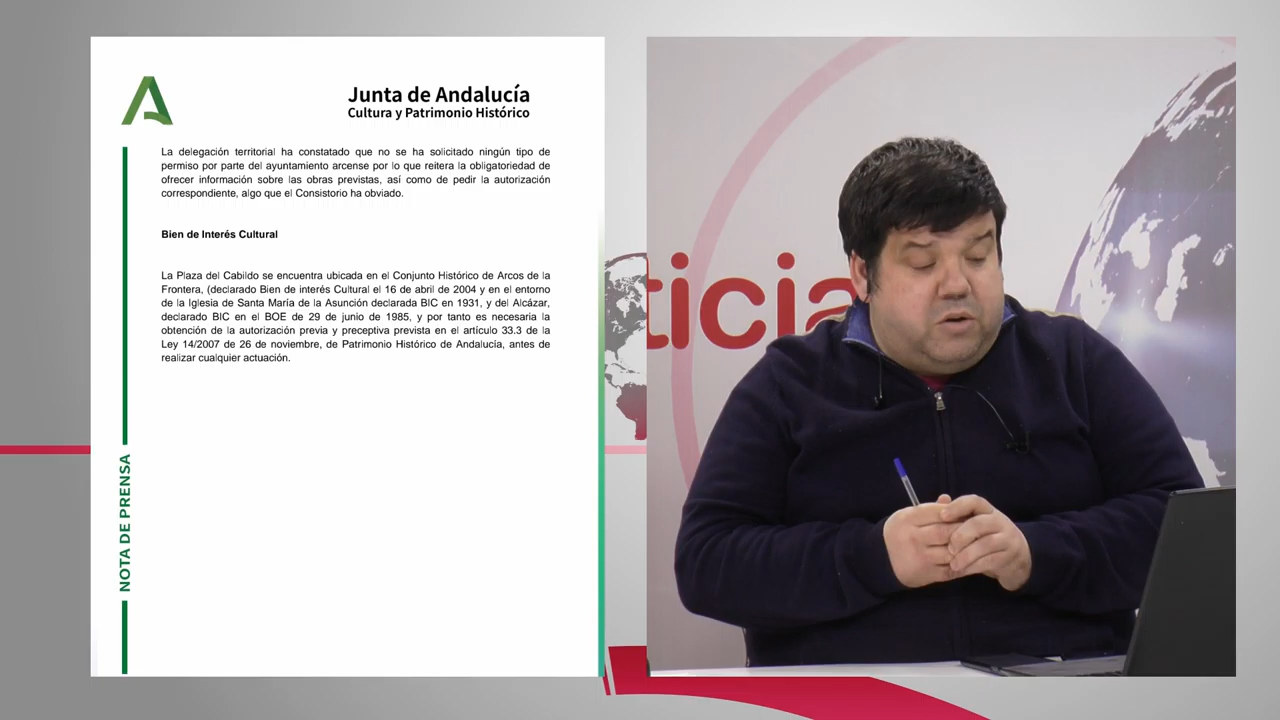 Junta de Andalucía
Cultura y Patrimonio Histórico
La delegación territorial ha constatado que no se ha solicitado ningún tipo de
permiso por parte del ayuntamiento arcense por lo que reitera la obligatoriedad de
ofrecer información sobre las obras previstas, así como de pedir la autorización
correspondiente, algo que el Consistorio ha obviado.
Bien de Interés Cultural
La Plaza del Cabildo se encuentra ubicada en el Conjunto Histórico de Arcos de la
Frontera, (declarado Bien de interés Cultural el 16 de abril de 2004 y en el entorno
de la Iglesia de Santa María de la Asunción declarada BIC en 1931, y del Alcázar,
declarado BIC en el BOE de 29 de junio de 1985, y por tanto es necesaria la
obtención de la autorización previa y preceptiva prevista en el artículo 33.3 de la
Ley 14/2007 de 26 de noviembre, de Patrimonio Histórico de Andalucía, antes de
realizar cualquier actuación.
NOTA DE PRENSA
ticia